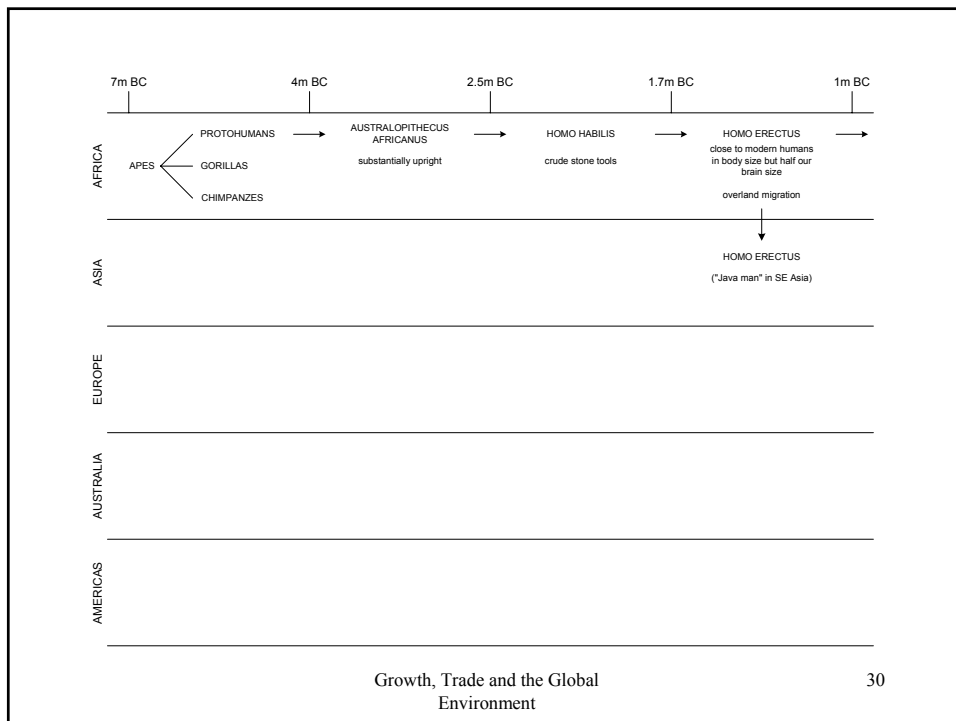 7m BC 4m BC 2.5m BC 1.7m BC 1m BC
AFRICA
APES
PROTOHUMANS
GORILLAS
CHIMPANZES
AUSTRALOPITHECUS
AFRICANUS
substantially upright
HOMO HABILIS
crude stone tools
HOMO ERECTUS
close to modern humans
in body size but half our
brain size
overland migration
ASIA
HOMO ERECTUS
("Java man" in SE Asia)
EUROPE
AUSTRALIA
AMERICAS
Growth, Trade and the Global
Environment
30